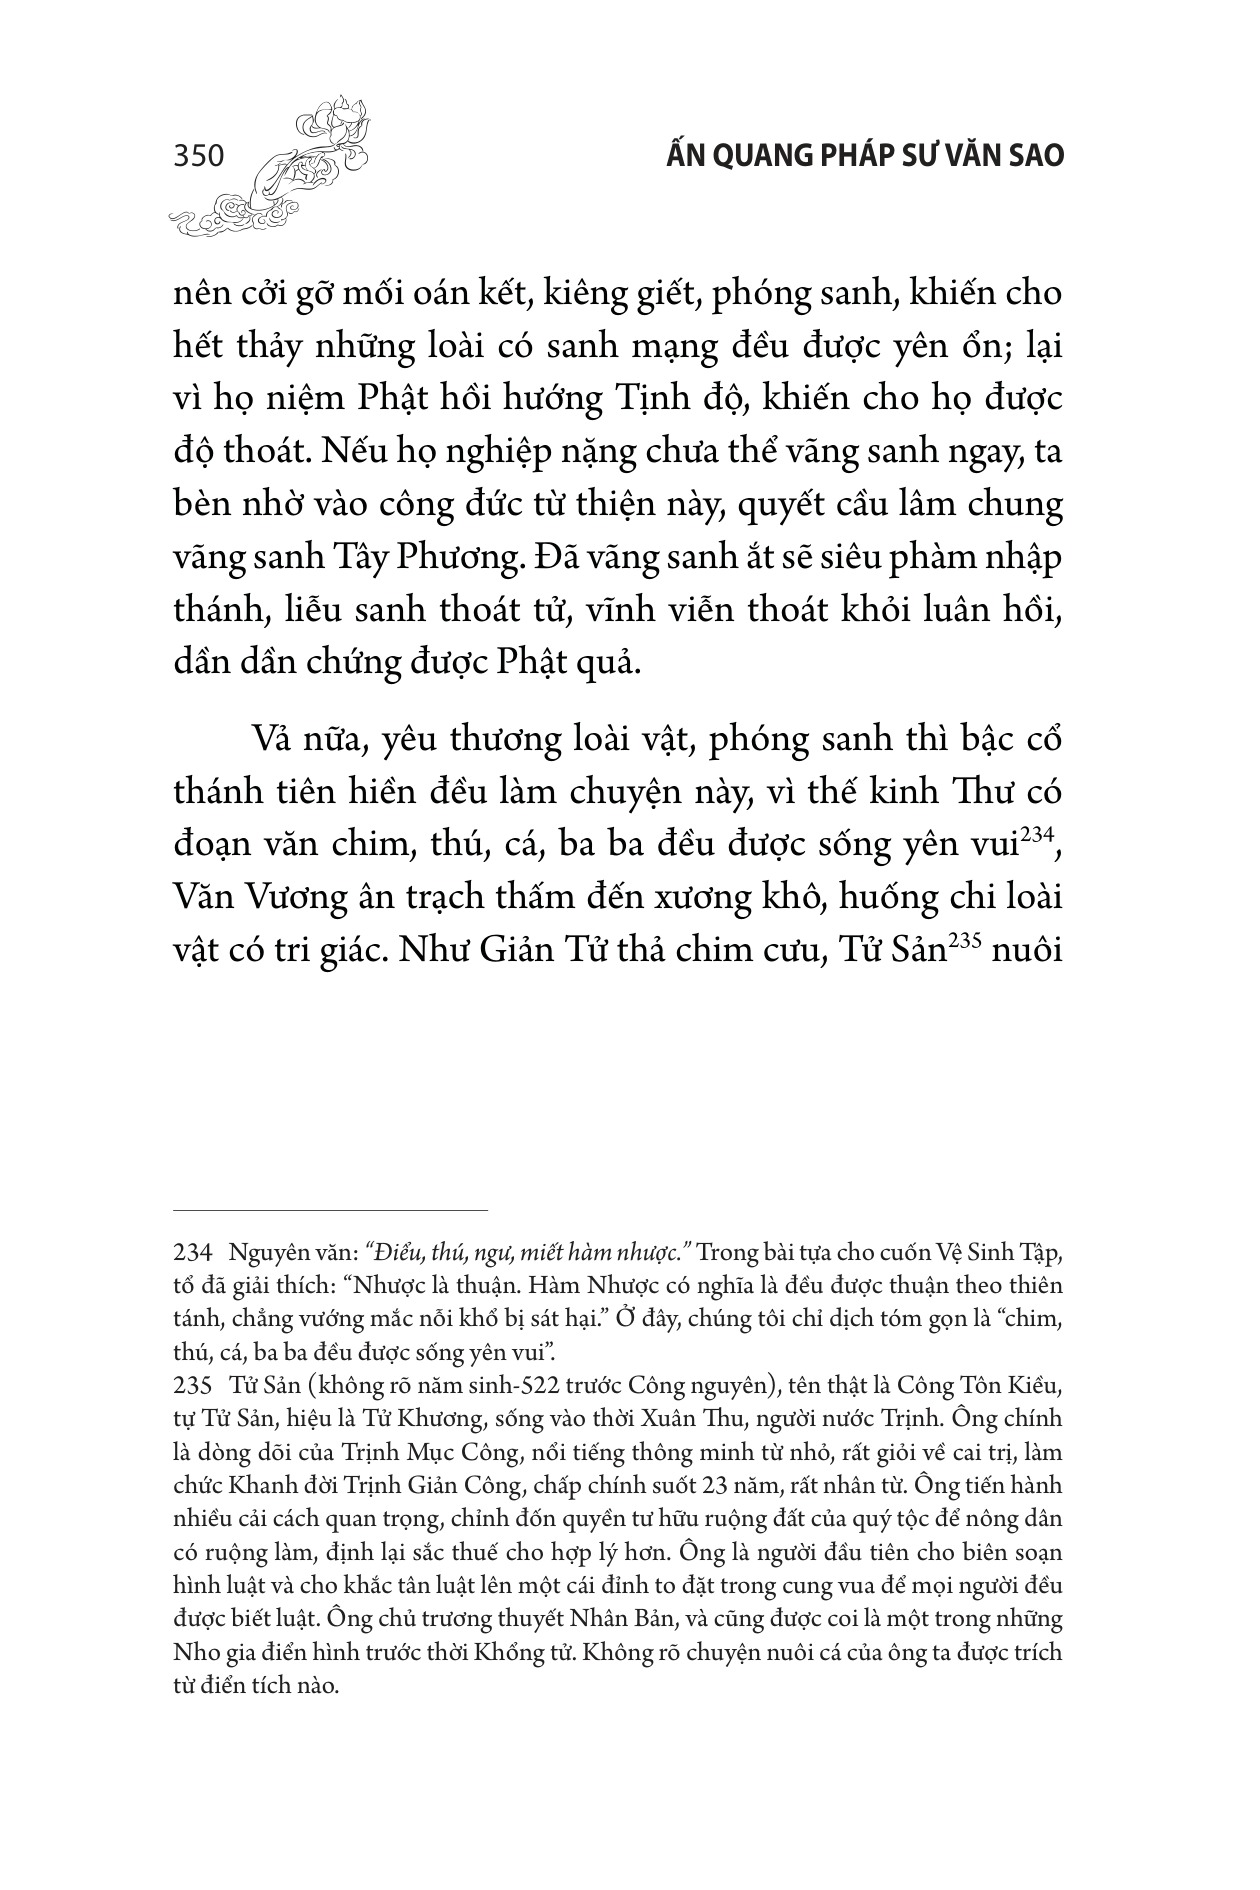 350
ẤN QUANG PHÁP SƯ VĂN SAO
nên cởi gỡ mối oán kết, kiêng giết, phóng sanh, khiến cho
hết thảy những loài có sanh mạng đều được yên ổn; lại
vì họ niệm Phật hồi hướng Tịnh độ, khiến cho họ được
độ thoát. Nếu họ nghiệp nặng chưa thể vãng sanh ngay, ta
bèn nhờ vào công đức từ thiện này, quyết cầu lâm chung
vãng sanh Tây Phương. Đã vãng sanh ắt sẽ siêu phàm nhập
thánh, liễu sanh thoát tử, vĩnh viễn thoát khỏi luân hồi,
dần dần chứng được Phật quả.
Vả nữa, yêu thương loài vật, phóng sanh thì bậc cổ
thánh tiên hiền đều làm chuyện này, vì thế kinh Thư có
đoạn văn chim, thú, cá, ba ba đều được sống yên vui234,
Văn Vương ân trạch thấm đến xương khô, huống chi loài
vật có tri giác. Như Giản Tử thả chim cưu, Tử Sản235 nuôi
234 Nguyên văn: “Điểu, thú, ngư, miết hàm nhược.” Trong bài tựa cho cuốn Vệ Sinh Tập,
tổ đã giải thích: “Nhược là thuận. Hàm Nhược có nghĩa là đều được thuận theo thiên
tánh, chẳng vướng mắc nỗi khổ bị sát hại.” Ở đây, chúng tôi chỉ dịch tóm gọn là “chim,
thú, cá, ba ba đều được sống yên vui”.
235 Tử Sản (không rõ năm sinh-522 trước Công nguyên), tên thật là Công Tôn Kiều,
tự Tử Sản, hiệu là Tử Khương, sống vào thời Xuân Thu, người nước Trịnh. Ông chính
là dòng dõi của Trịnh Mục Công, nổi tiếng thông minh từ nhỏ, rất giỏi về cai trị, làm
chức Khanh đời Trịnh Giản Công, chấp chính suốt 23 năm, rất nhân từ. Ông tiến hành
nhiều cải cách quan trọng, chỉnh đốn quyền tư hữu ruộng đất của quý tộc để nông dân
có ruộng làm, định lại sắc thuế cho hợp lý hơn. Ông là người đầu tiên cho biên soạn
hình luật và cho khắc tân luật lên một cái đỉnh to đặt trong cung vua để mọi người đều
được biết luật. Ông chủ trương thuyết Nhân Bản, và cũng được coi là một trong những
Nho gia điển hình trước thời Khổng tử. Không rõ chuyện nuôi cá của ông ta được trích
từ điển tích nào.